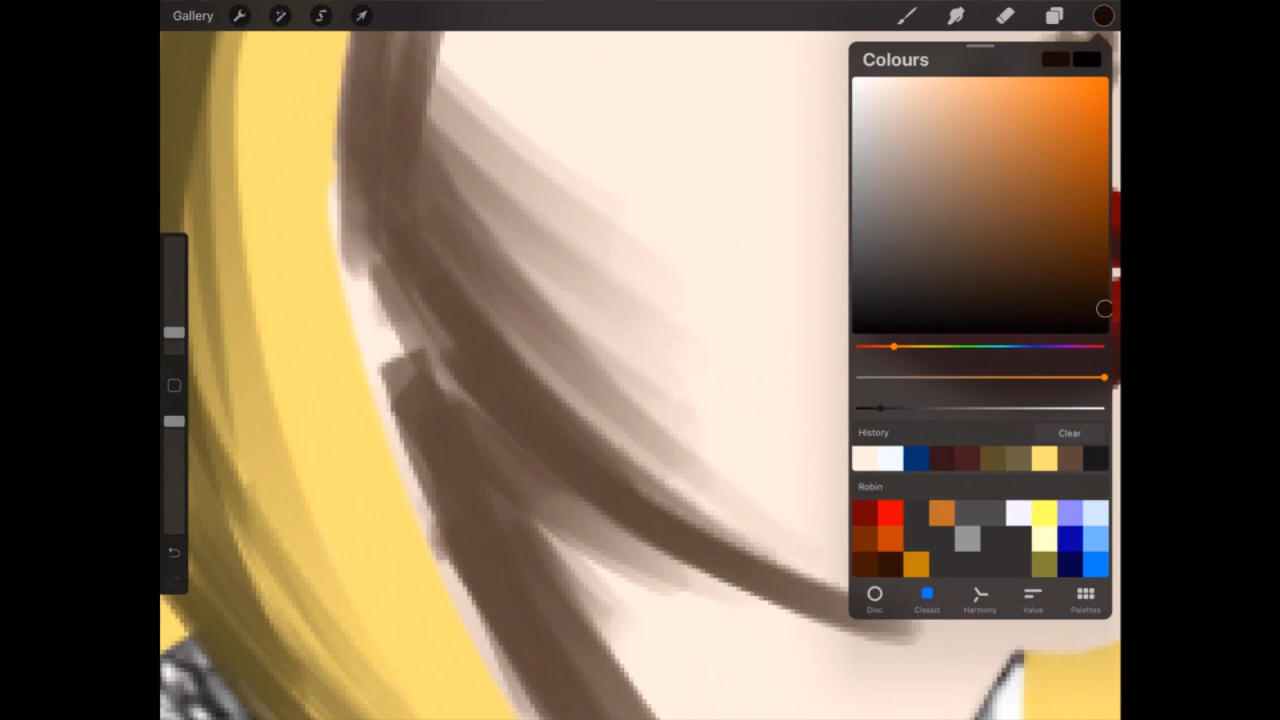 Gallery
Colours
History
Clear
Robin
Disc
Classic
Harmony
Value
Palettes